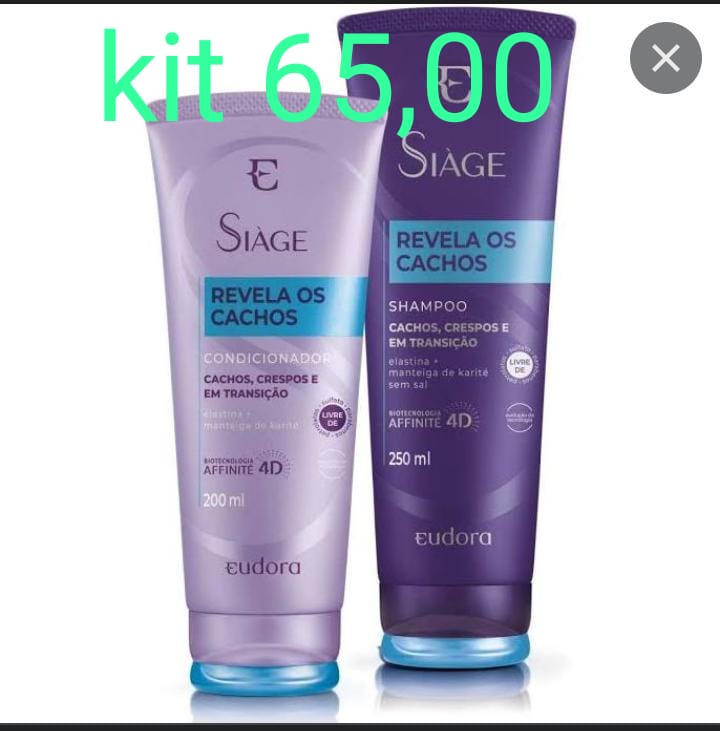 kit 65,00
E
SIÀGE
REVELA OS
CACHOS
CONDICIONADOR
CACHOS, CRESPOS E
EM TRANSIÇÃO
elastina +
manteiga de karité
LIVRE
DE
BIOTECNOLOGIA
AFFINITÉ 4D
200 ml
eudora
E
SIÀGE
REVELA OS
CACHOS
SHAMPOO
CACHOS, CRESPOS E
EM TRANSIÇÃO
elastina +
manteiga de karité
sem sal
LIVRE
DE
BIOTECNOLOGIA
AFFINITÉ 4D
250 ml
eudora